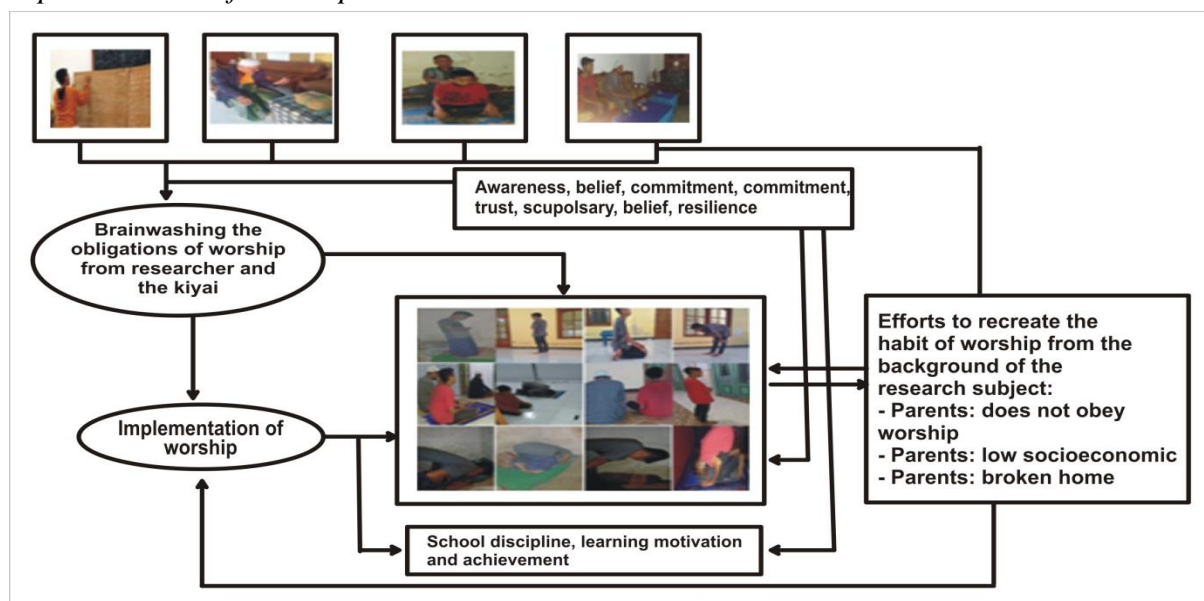 Awareness, belief, commitment, commitment,
trust, scupolsary, belief, resilience
Brainwashing the
obligations of worship
from researcher and
the kiyai
Efforts to recreate the
habit of worship from the
background of the
research subject:
- Parents: does not obey
worship
- Parents: low socioeconomic
- Parents: broken home
Implementation of
worship
School discipline, learning motivation
and achievement